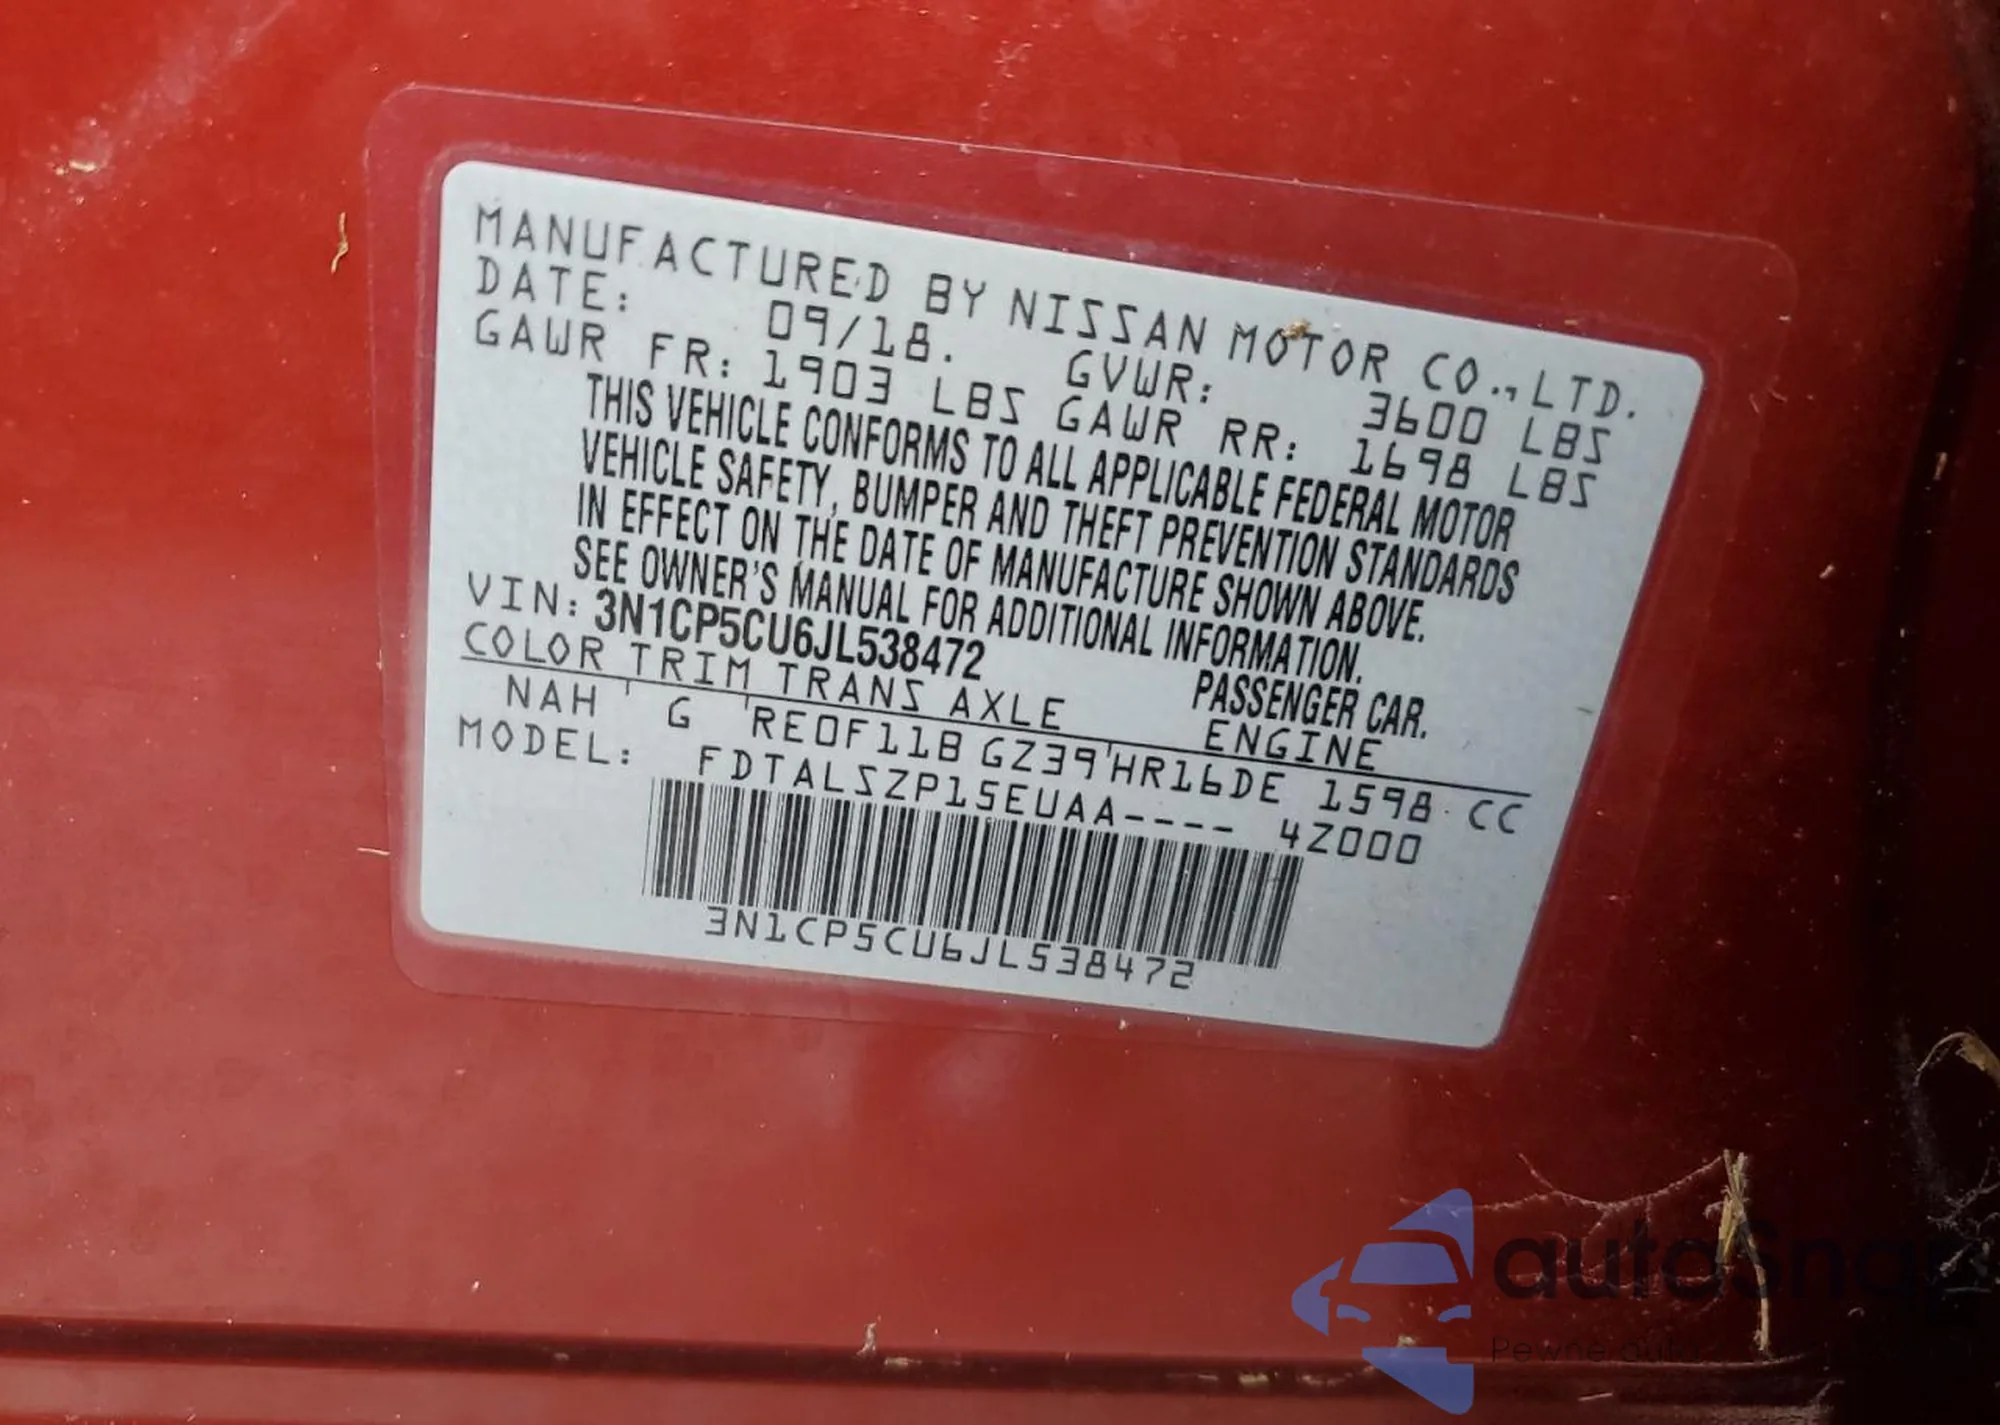 MANUFACTURED BY NISSAN MOTOR CO.,LTD.
DATE: 09/18. GVWR: 3600 LBS
GAWR FR: 1903 LBS GAWR RR: 1698 LBS
THIS VEHICLE CONFORMS TO ALL APPLICABLE FEDERAL MOTOR
VEHICLE SAFETY, BUMPER AND THEFT PREVENTION STANDARDS
IN EFFECT ON THE DATE OF MANUFACTURE SHOWN ABOVE.
SEE OWNER'S MANUAL FOR ADDITIONAL INFORMATION.
VIN: 3N1CP5CU6JL538472 PASSENGER CAR.
COLOR TRIM TRANS AXLE ENGINE
NAH G RE0F11B GZ39 HR16DE 1598 CC
MODEL: FDTALSZP15EUAA---- 4Z000
3N1CP5CU6JL538472
autoSnap
Pewne auto